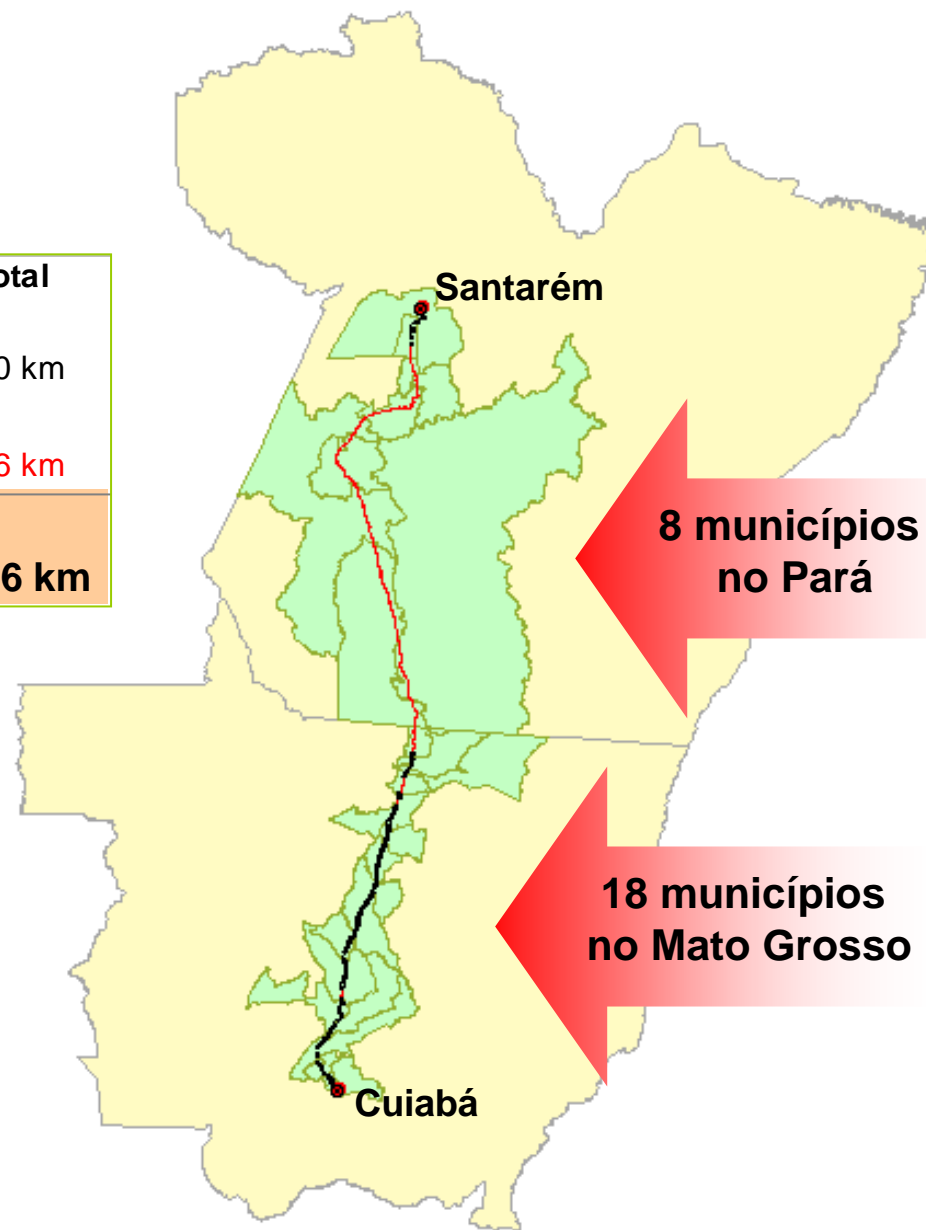 otal
Santarém
0 km
6 km
6 km
8 municípios
no Pará
18 municípios
no Mato Grosso
Cuiabá